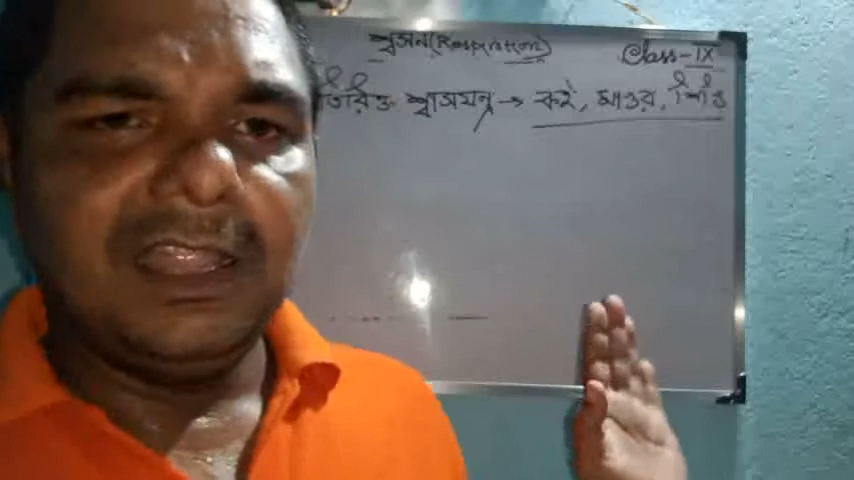 শ্বসন(Respiration)
Class-IX
তিরিক্ত শ্বাসযন্ত্র → কই, মাগুর, শিঙি